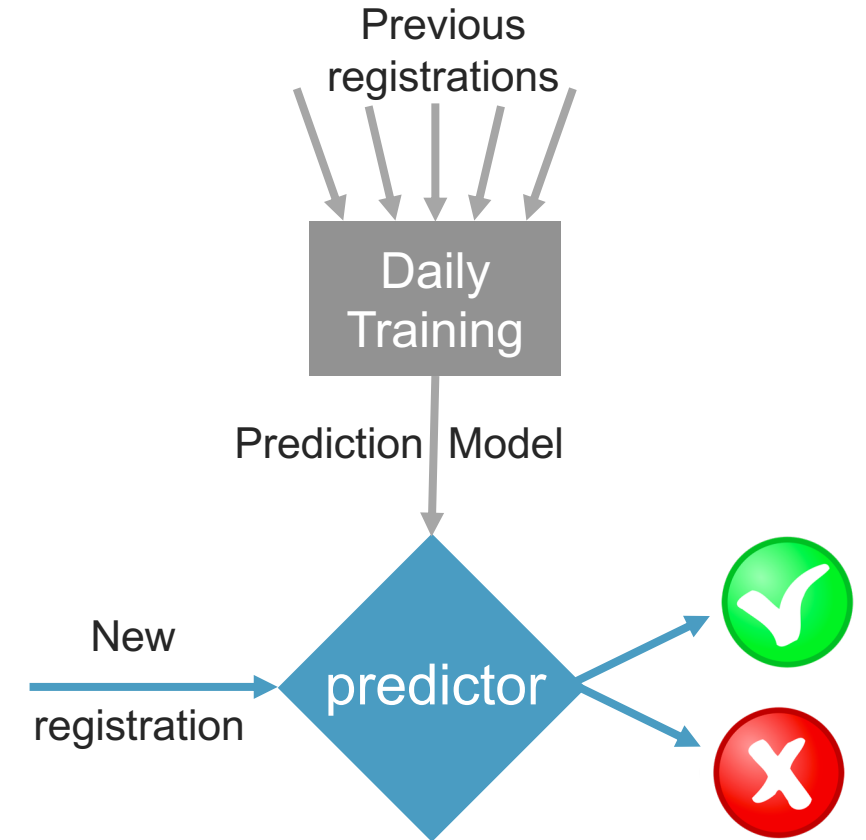 Previous
registrations
Daily
Training
Prediction Model
New
registration
predictor